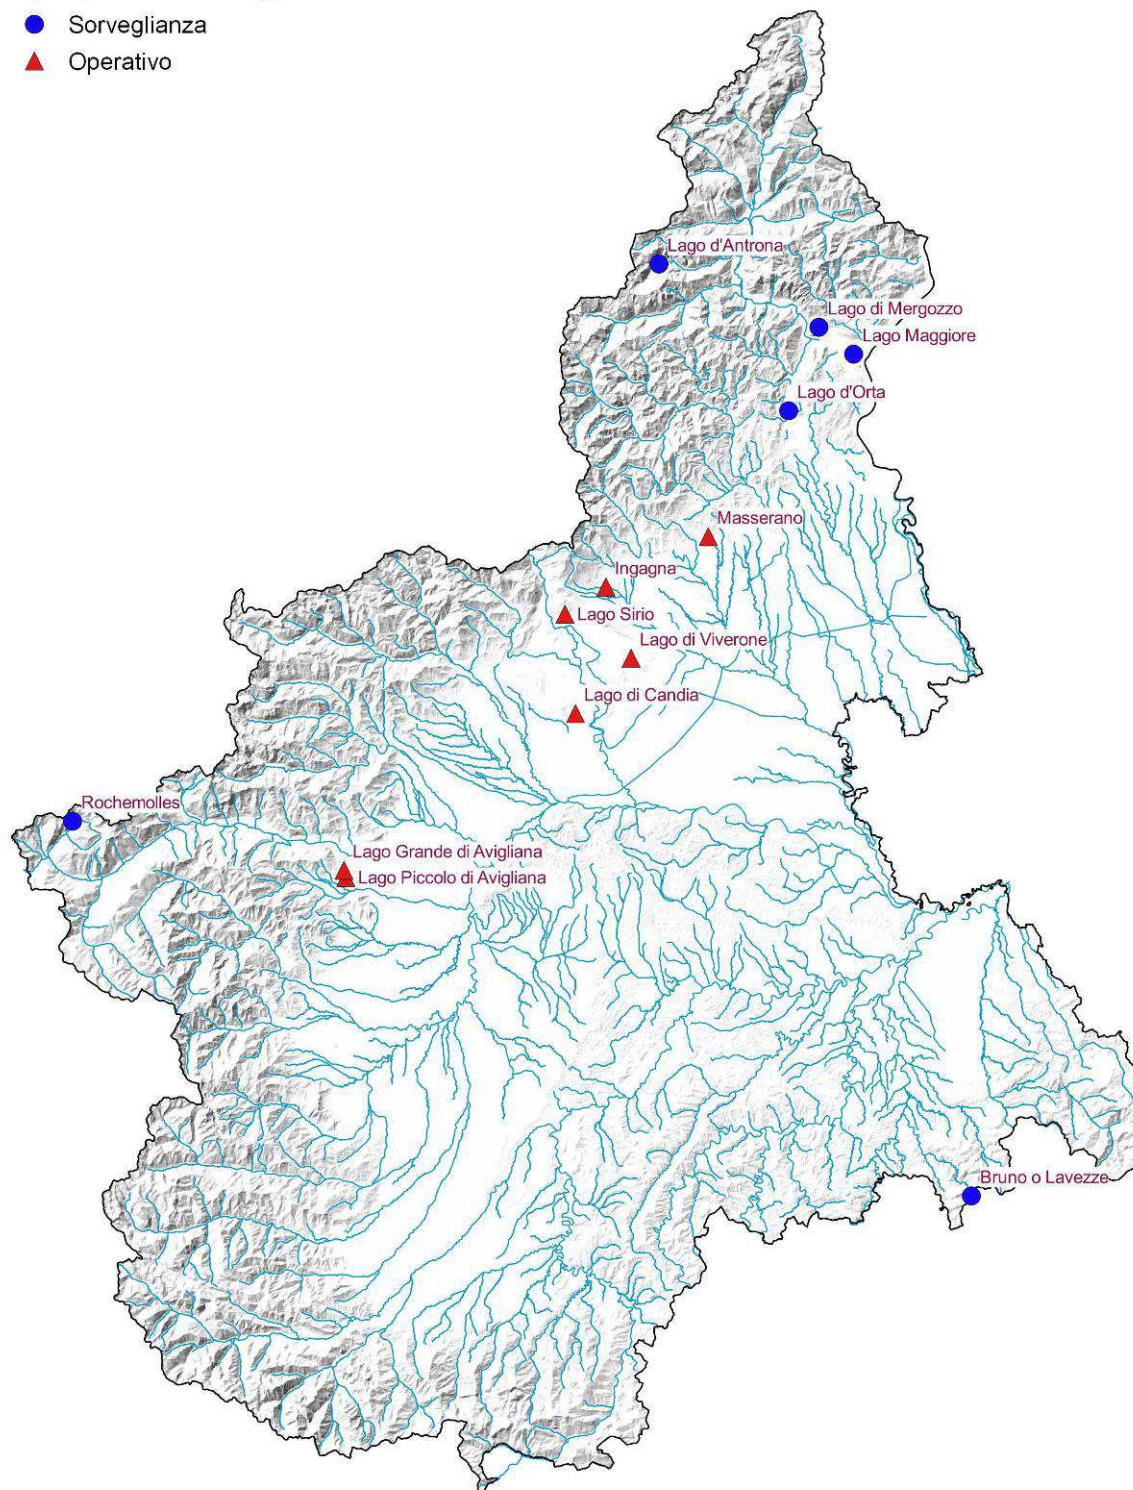 Sorveglianza
Operativo
Lago d'Antrona
Lago di Mergozzo
Lago Maggiore
Lago d'Orta
Masserano
Ingagna
Lago Sirio
Lago di Viverone
Lago di Candia
Rochemolles
Lago Grande di Avigliana
Lago Piccolo di Avigliana
Bruno o Lavezze